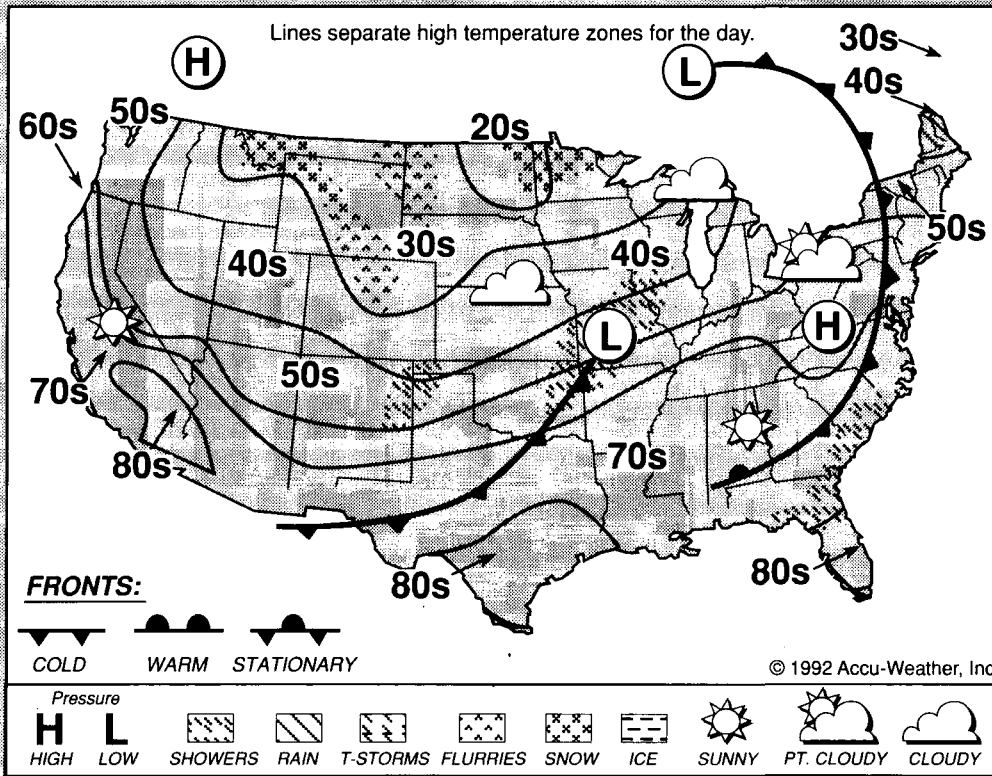 Lines separate high temperature zones for the day.
H
L
30s
40s
60s
50s
20s
50s
40s
30s
40s
L
H
70s
50s
80s
70s
80s
80s
FRONTS:
COLD WARM STATIONARY
© 1992 Accu-Weather, Inc
Pressure
H L
HIGH LOW SHOWERS RAIN T-STORMS FLURRIES SNOW ICE SUNNY PT. CLOUDY CLOUDY